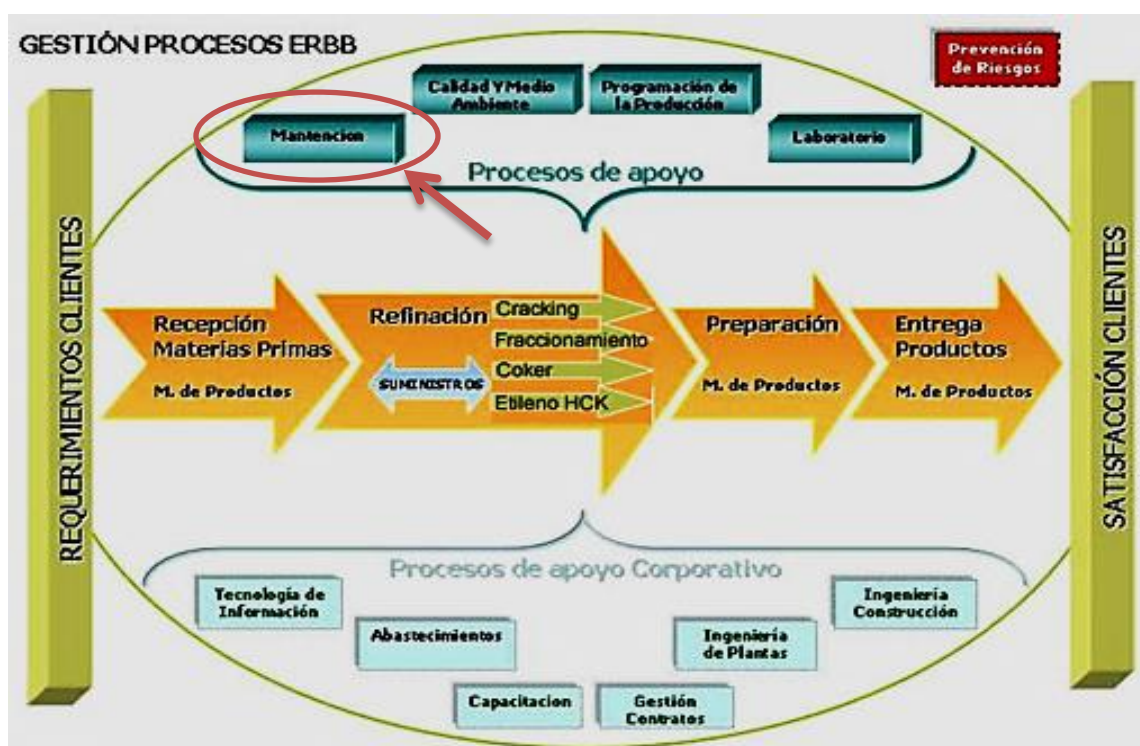 GESTIÓN PROCESOS ERBB
Prevención
de Riesgos
Calidad Y Medio
Ambiente
Programación de
la Producción
Mantencion
Laboratorio
Procesos de apoyo
REQUERIMIENTOS CLIENTES
Recepción
Materias Primas
M. de Productos
Refinación
SUMINISTROS
Cracking
Fraccionamiento
Coker
Etileno HCK
Preparación
M. de Productos
Entrega
Productos
M. de Productos
SATISFACCIÓN CLIENTES
Procesos de apoyo Corporativo
Tecnología de
Información
Abastecimientos
Capacitacion
Gestión
Contratos
Ingeniería
de Plantas
Ingeniería
Construcción